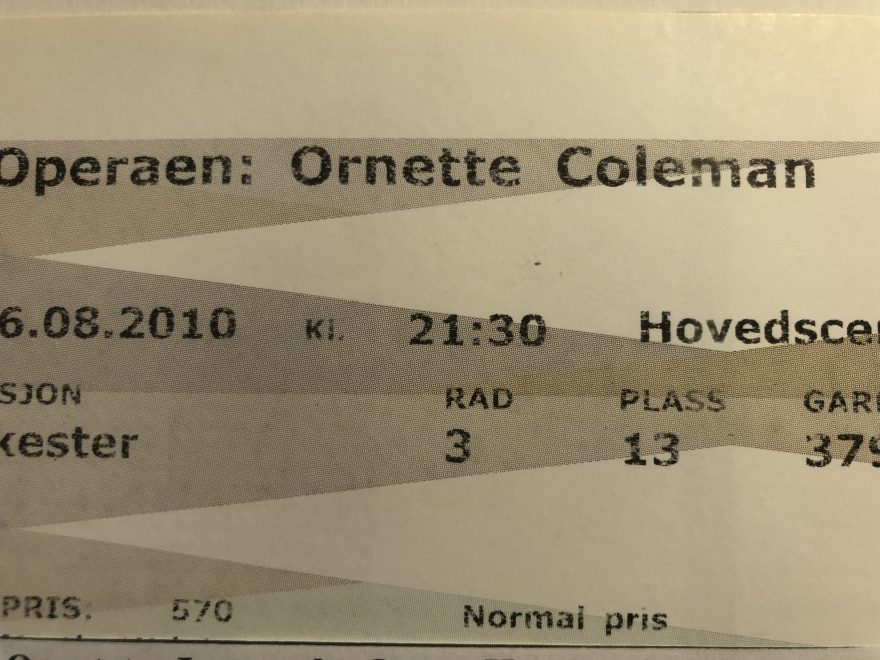 Operaen: Ornette Coleman
6.08.2010 Kl. 21:30 Hovedsce
SJON RAD PLASS GAR
kester 3 13 379
PRIS: 570 Normal pris